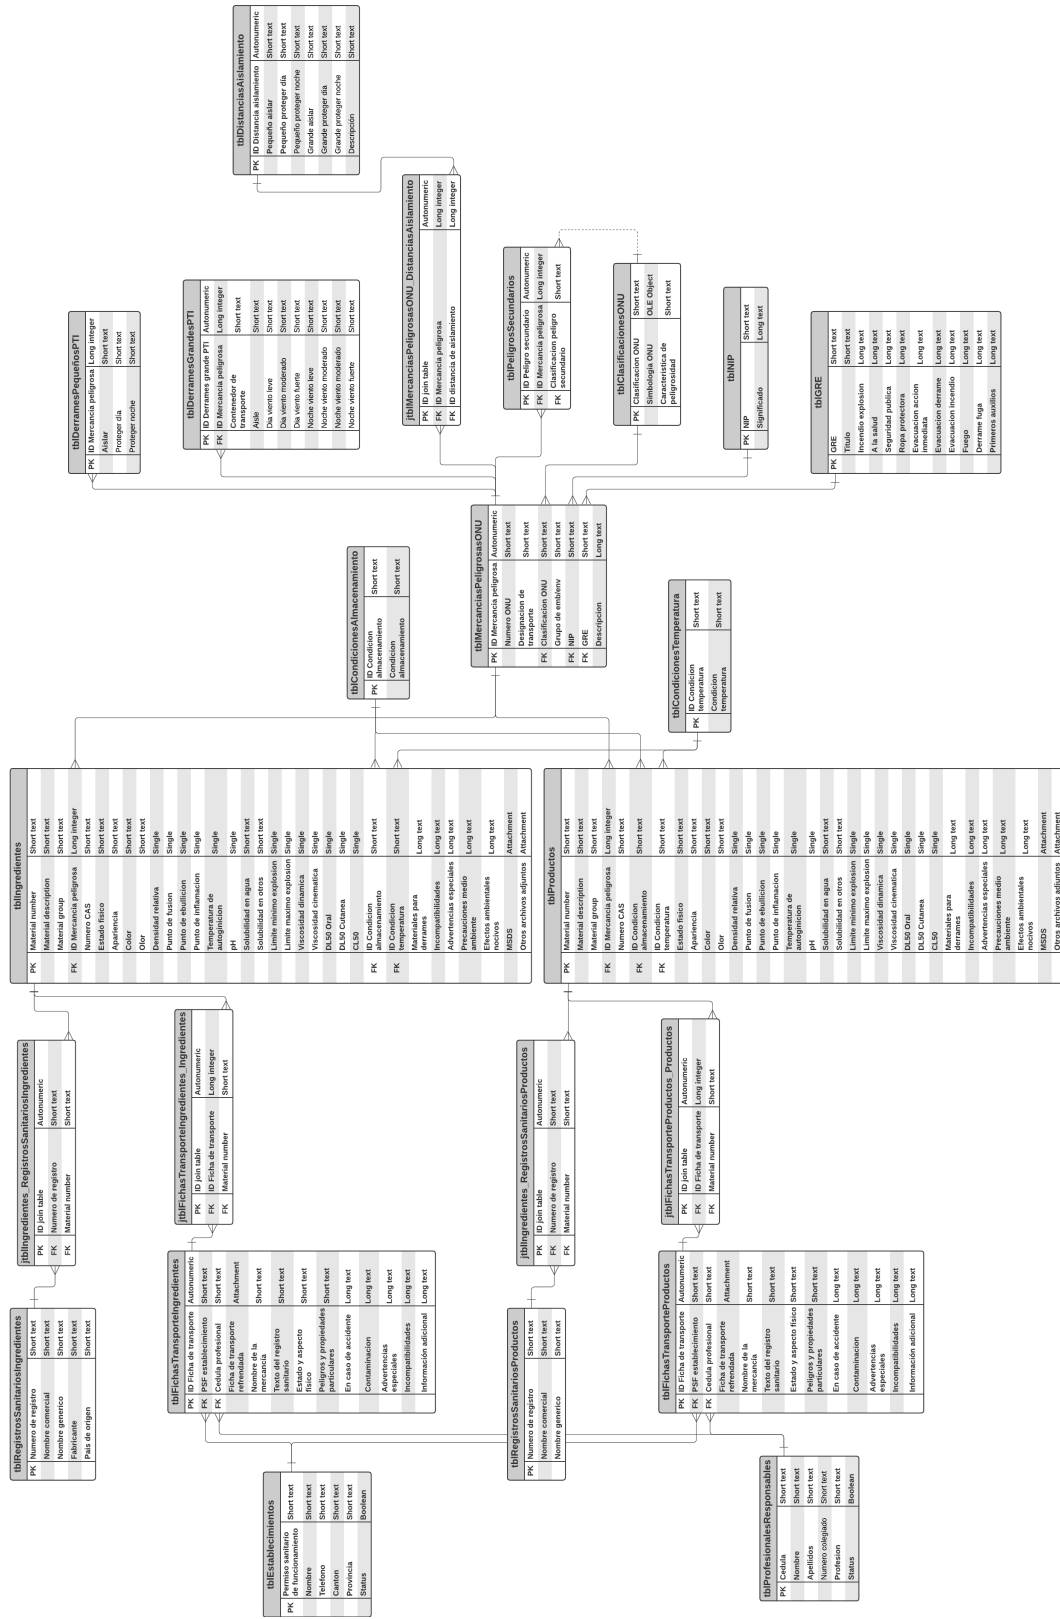 tblEstablecimientos
PK Permiso sanitario Short text
de funcionamiento
Nombre Short text
Telefono Short text
Canton Short text
Provincia Short text
Status Boolean
tblProfesionalesResponsables
PK Cedula Short text
Nombre Short text
Apellidos Short text
Numero colegiado Short text
Profesion Short text
Status Boolean
tblRegistrosSanitariosIngredientes
PK Numero de registro Short text
Nombre comercial Short text
Nombre generico Short text
Fabricante Short text
Pais de origen Short text
tblFichasTransporteIngredientes
PK ID Ficha de transporte Autonumeric
FK PSF establecimiento Short text
FK Cedula profesional Short text
Ficha de transporte Attachment
refrendada
Nombre de la Short text
mercancia
Texto del registro Short text
sanitario
Estado y aspecto Short text
físico
Peligros y propiedades Short text
particulares
En caso de accidente Long text
Contaminacion Long text
Advertencias Long text
especiales
Incompatibilidades Long text
Información adicional Long text
tblRegistrosSanitariosProductos
PK Numero de registro Short text
Nombre comercial Short text
Nombre generico Short text
tblFichasTransporteProductos
PK ID Ficha de transporte Autonumeric
FK PSF establecimiento Short text
FK Cedula profesional Short text
Ficha de transporte Attachment
refrendada
Nombre de la Short text
mercancia
Texto del registro Short text
sanitario
Estado y aspecto físico Short text
Peligros y propiedades Short text
particulares
En caso de accidente Long text
Contaminacion Long text
Advertencias Long text
especiales
Incompatibilidades Long text
Información adicional Long text
jtblIngredientes_RegistrosSanitariosIngredientes
PK ID join table Autonumeric
FK Numero de registro Short text
FK Material number Short text
jtblFichasTransporteIngredientes_Ingredientes
PK ID join table Autonumeric
FK ID Ficha de transporte Long integer
FK Material number Short text
jtblIngredientes_RegistrosSanitariosProductos
PK ID join table Autonumeric
FK Numero de registro Short text
FK Material number Short text
jtblFichasTransporteProductos_Productos
PK ID join table Autonumeric
FK ID Ficha de transporte Long integer
FK Material number Short text
tblIngredientes
PK Material number Short text
Material description Short text
Material group Short text
FK ID Mercancia peligrosa Long integer
Numero CAS Short text
Estado fisico Short text
Apariencia Short text
Color Short text
Olor Short text
Densidad relativa Single
Punto de fusion Single
Punto de ebullicion Single
Punto de inflamacion Single
Temperatura de Single
autoginicion
pH Single
Solubilidad en agua Short text
Solubilidad en otros Short text
Limite minimo explosion Single
Limite maximo explosion Single
Viscosidad dinamica Single
Viscosidad cinematica Single
DL50 Oral Single
DL50 Cutanea Single
CL50 Single
FK ID Condicion Short text
almacenamiento
FK ID Condicion Short text
temperatura
Materiales para Long text
derrames
Incompatibilidades Long text
Advertencias especiales Long text
Precauciones medio Long text
ambiente
Efectos ambientales Long text
nocivos
MSDS Attachment
Otros archivos adjuntos Attachment
tblProductos
PK Material number Short text
Material description Short text
Material group Short text
FK ID Mercancia peligrosa Long integer
Numero CAS Short text
FK ID Condicion Short text
almacenamiento
FK ID Condicion Short text
temperatura
Estado fisico Short text
Apariencia Short text
Color Short text
Olor Short text
Densidad relativa Single
Punto de fusion Single
Punto de ebullicion Single
Punto de inflamacion Single
Temperatura de Single
autoginicion
pH Single
Solubilidad en agua Short text
Solubilidad en otros Short text
Limite minimo explosion Single
Limite maximo explosion Single
Viscosidad dinamica Single
Viscosidad cinematica Single
DL50 Oral Single
DL50 Cutanea Single
CL50 Single
Materiales para Long text
derrames
Incompatibilidades Long text
Advertencias especiales Long text
Precauciones medio Long text
ambiente
Efectos ambientales Long text
nocivos
MSDS Attachment
Otros archivos adjuntos Attachment
tblCondicionesAlmacenamiento
PK ID Condicion Short text
almacenamiento
Condicion Short text
almacenamiento
tblMercanciasPeligrosasONU
PK ID Mercancia peligrosa Autonumeric
Numero ONU Short text
Designacion de Short text
transporte
FK Clasificacion ONU Short text
Grupo de emb/env Short text
FK NIP Short text
FK GRE Short text
Descripcion Long text
tblCondicionesTemperatura
PK ID Condicion Short text
temperatura
Condicion Short text
temperatura
tblDerramesPequeñosPTI
PK ID Mercancia peligrosa Long integer
Aislar Short text
Proteger dia Short text
Proteger noche Short text
tblDerramesGrandesPTI
PK ID Derrames grande PTI Autonumeric
FK ID Mercancia peligrosa Long integer
Contenedor de Short text
transporte
Aisle Short text
Dia viento leve Short text
Dia viento moderado Short text
Dia viento fuerte Short text
Noche viento leve Short text
Noche viento moderado Short text
Noche viento moderado Short text
Noche viento fuerte Short text
jtblMercanciasPeligrosasONU_DistanciasAislamiento
PK ID join table Autonumeric
FK ID Mercancia peligrosa Long integer
FK ID distancia de aislamiento Long integer
tblPeligrosSecundarios
PK ID Peligro secundario Autonumeric
FK ID Mercancia peligrosa Long integer
FK Clasificacion peligro Short text
secundario
tblClasificacionesONU
PK Clasificacion ONU Short text
Simbologia ONU OLE Object
Caracteristica de Short text
peligrosidad
tblNIP
PK NIP Short text
Significado Long text
tblGRE
PK GRE Short text
Titulo Short text
Incendio explosion Long text
A la salud Long text
Seguridad publica Long text
Ropa protectora Long text
Evacuacion accion Long text
inmediata
Evacuacion derrame Long text
Evacuacion incendio Long text
Fuego Long text
Derrame fuga Long text
Primeros auxilios Long text
tblDistanciasAislamiento
PK ID Distancia aislamiento Autonumeric
Pequeño aislar Short text
Pequeño proteger dia Short text
Pequeño proteger noche Short text
Grande aislar Short text
Grande proteger dia Short text
Grande proteger noche Short text
Descripción Short text